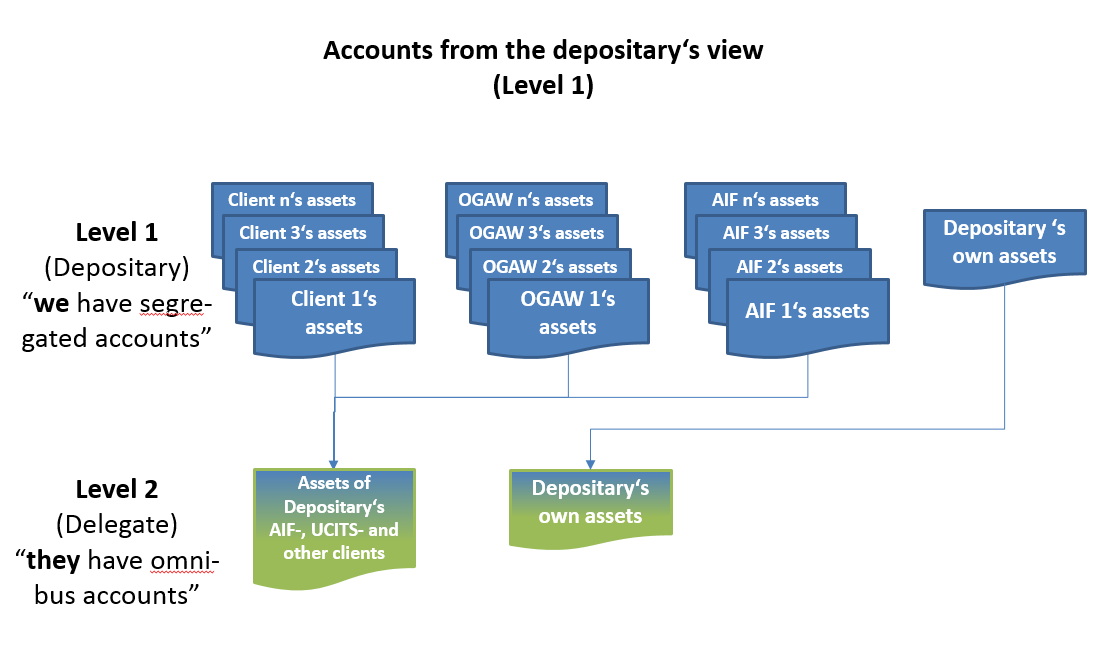 Accounts from the depositary‘s view
(Level 1)
Level 1
(Depositary)
“we have segre-
gated accounts”
Client n‘s assets
Client 3‘s assets
Client 2‘s assets
Client 1‘s
assets
OGAW n‘s assets
OGAW 3‘s assets
OGAW 2‘s assets
OGAW 1‘s
assets
AIF n‘s assets
AIF 3‘s assets
AIF 2‘s assets
AIF 1‘s assets
Depositary ‘s
own assets
Level 2
(Delegate)
“they have omni-
bus accounts”
Assets of
Depositary‘s
AIF-, UCITS- and
other clients
Depositary‘s
own assets